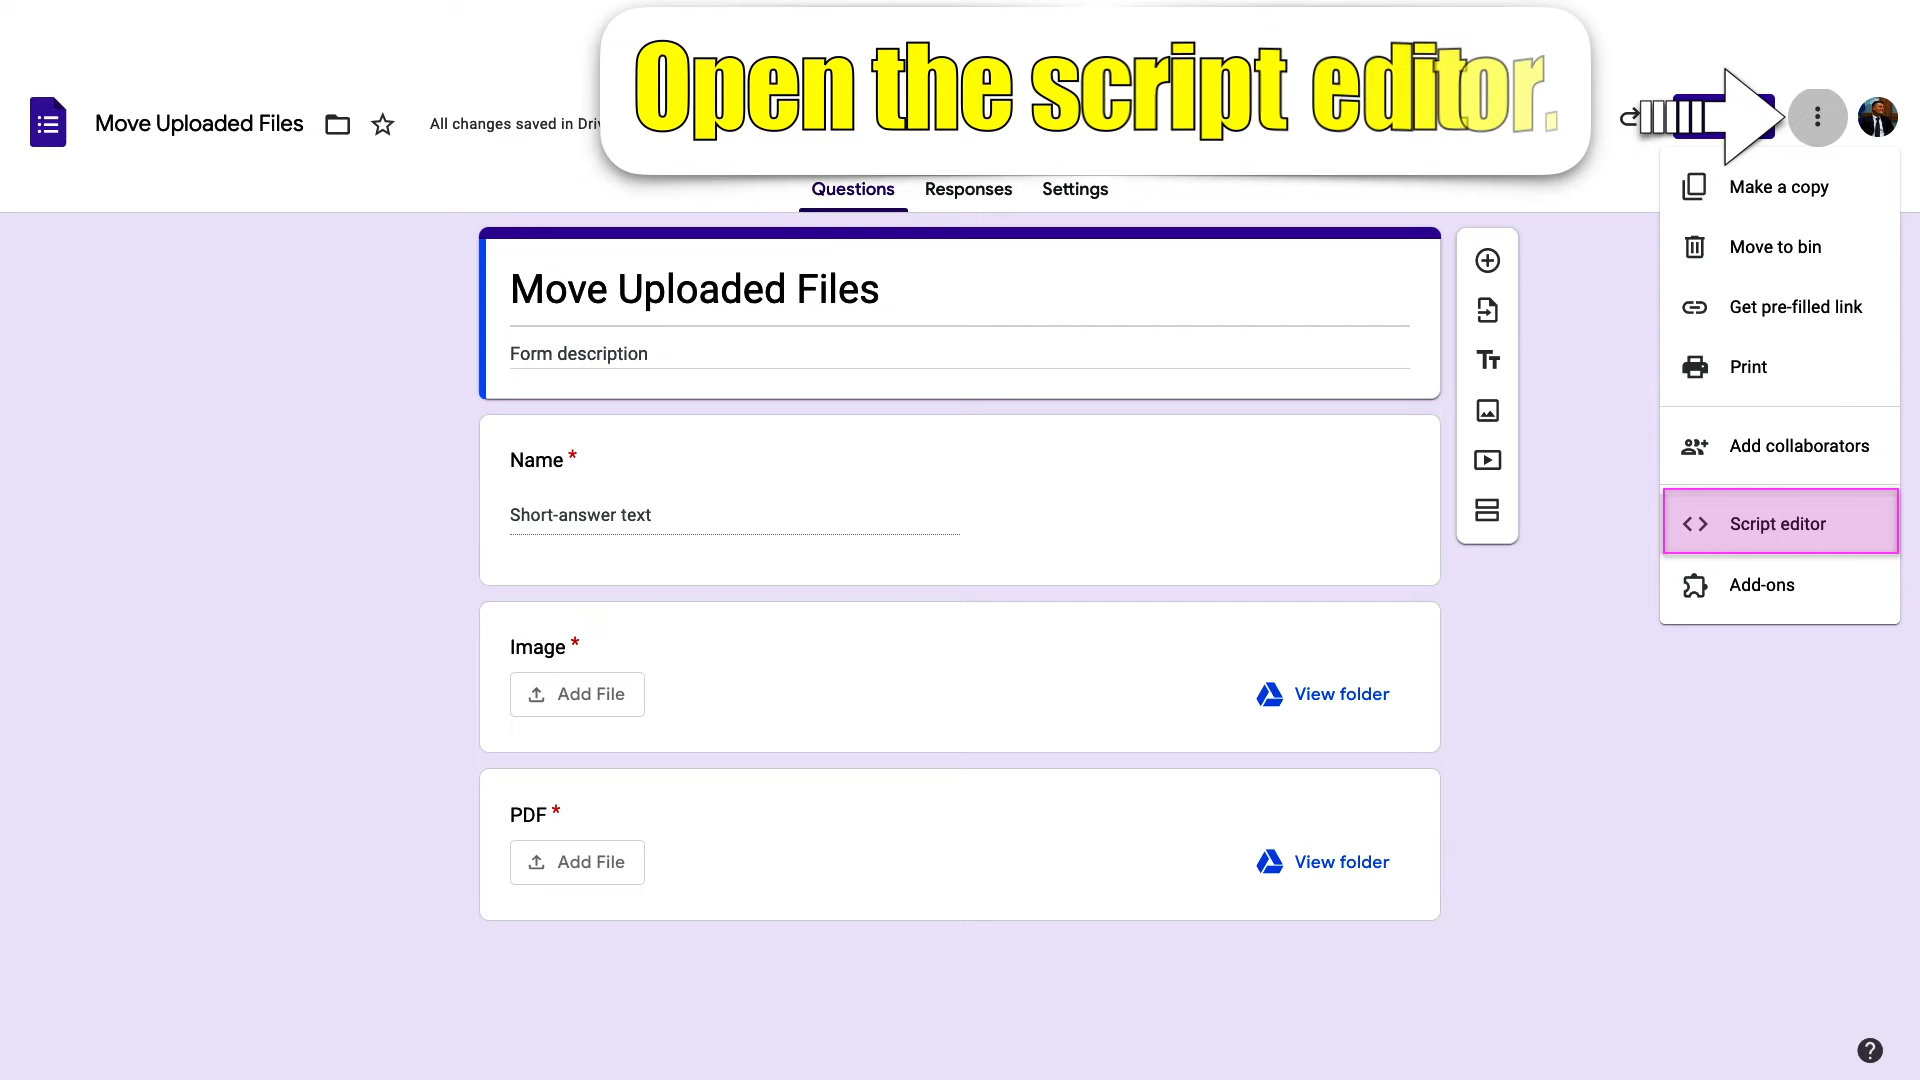 Open the script editor.
Move Uploaded Files
All changes saved in Driv
Questions
Responses
Settings
Make a copy
Move to bin
Get pre-filled link
Print
Add collaborators
Script editor
Add-ons
Move Uploaded Files
Form description
Name *
Short-answer text
Image *
Add File
View folder
PDF *
Add File
View folder